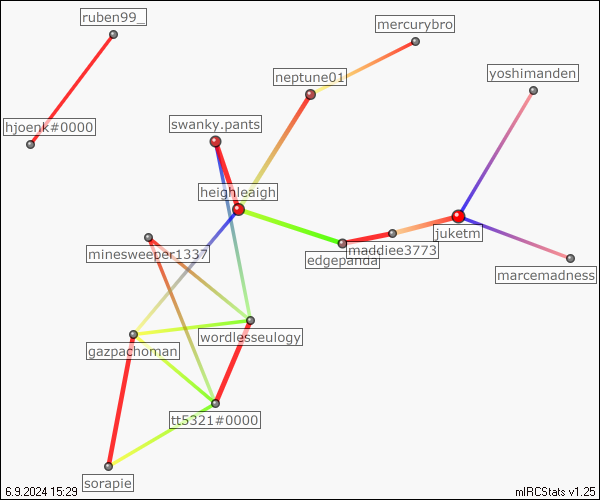 ruben99_
mercurybro
neptune01
yoshimanden
hjoenk#0000
swanky.pants
heighleaigh
juketm
maddiee3773
edgepanda
minesweeper1337
marcemadness
wordlesseulogy
gazpachoman
tt5321#0000
sorapie
6.9.2024 15:29
mIRCStats v1.25